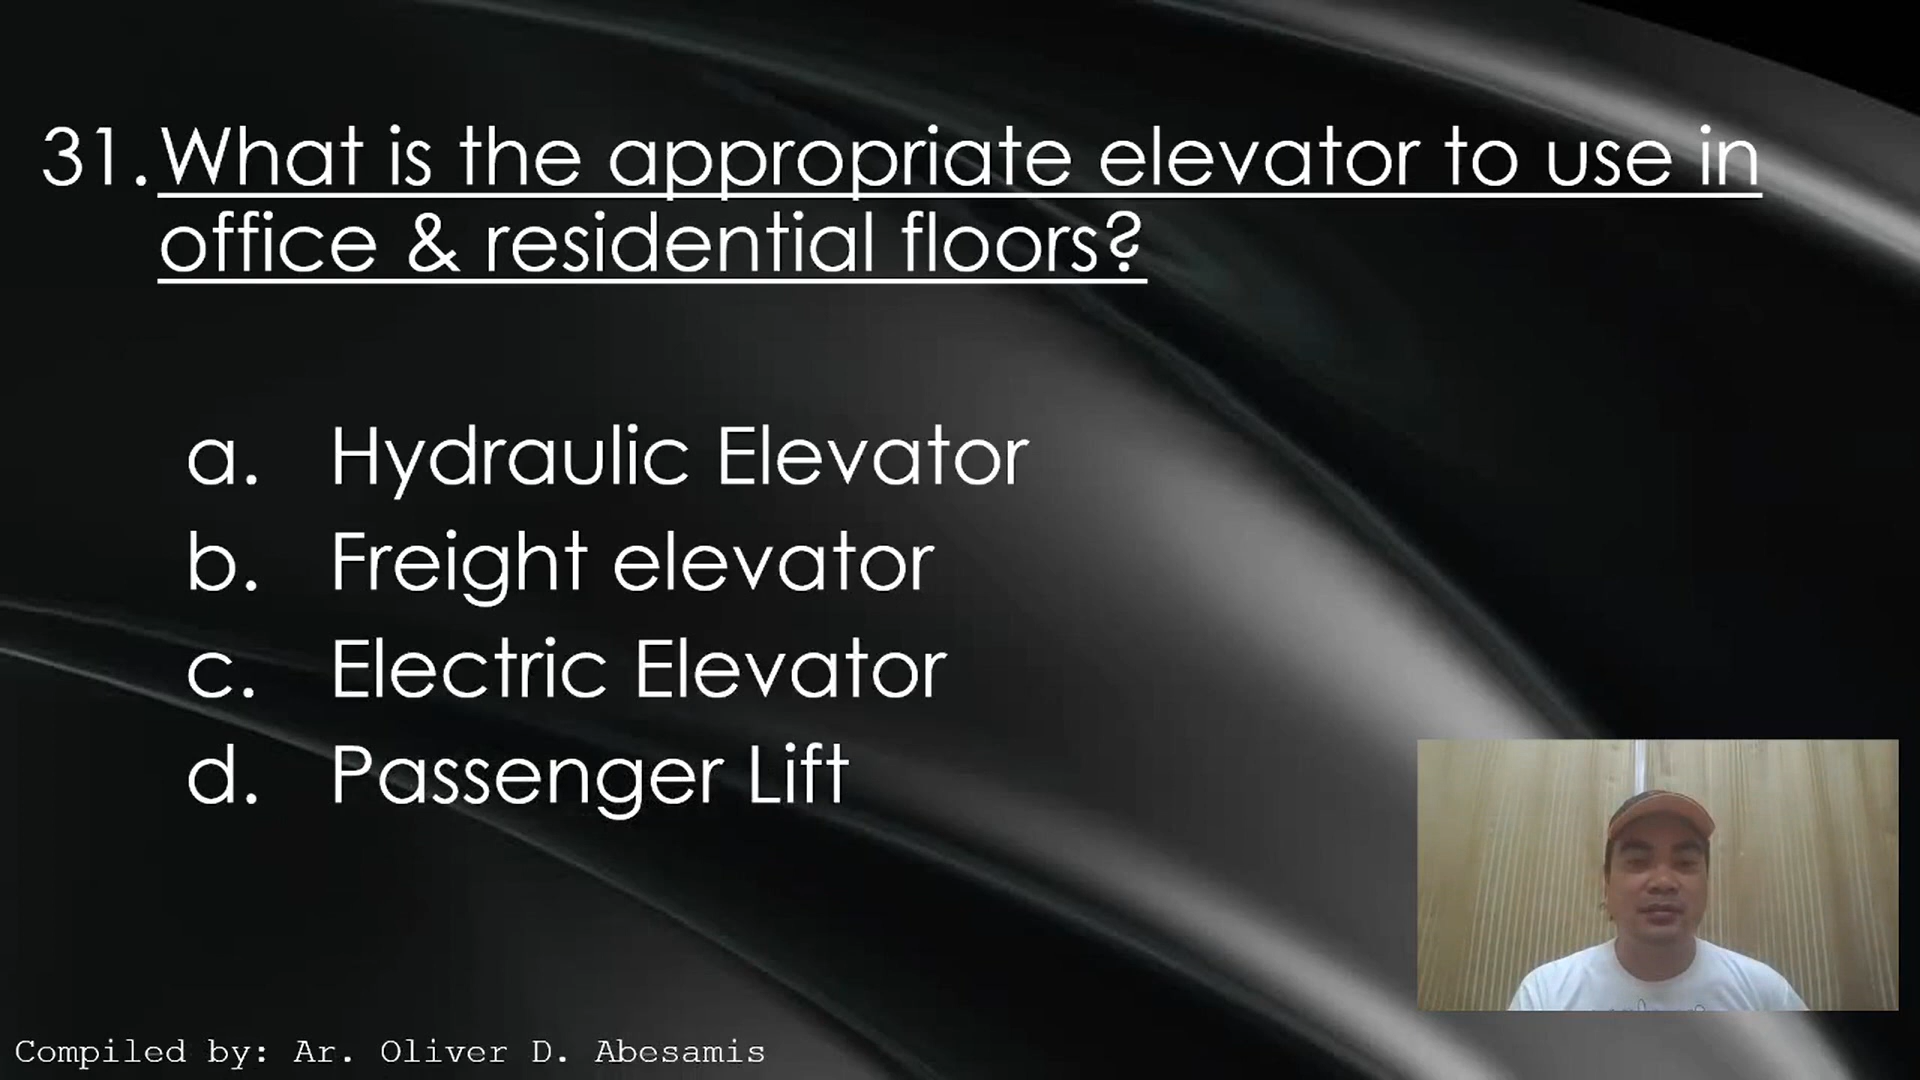 31. What is the appropriate elevator to use in
office & residential floors?
a. Hydraulic Elevator
b. Freight elevator
c. Electric Elevator
d. Passenger Lift
Compiled by: Ar. Oliver D. Abesamis